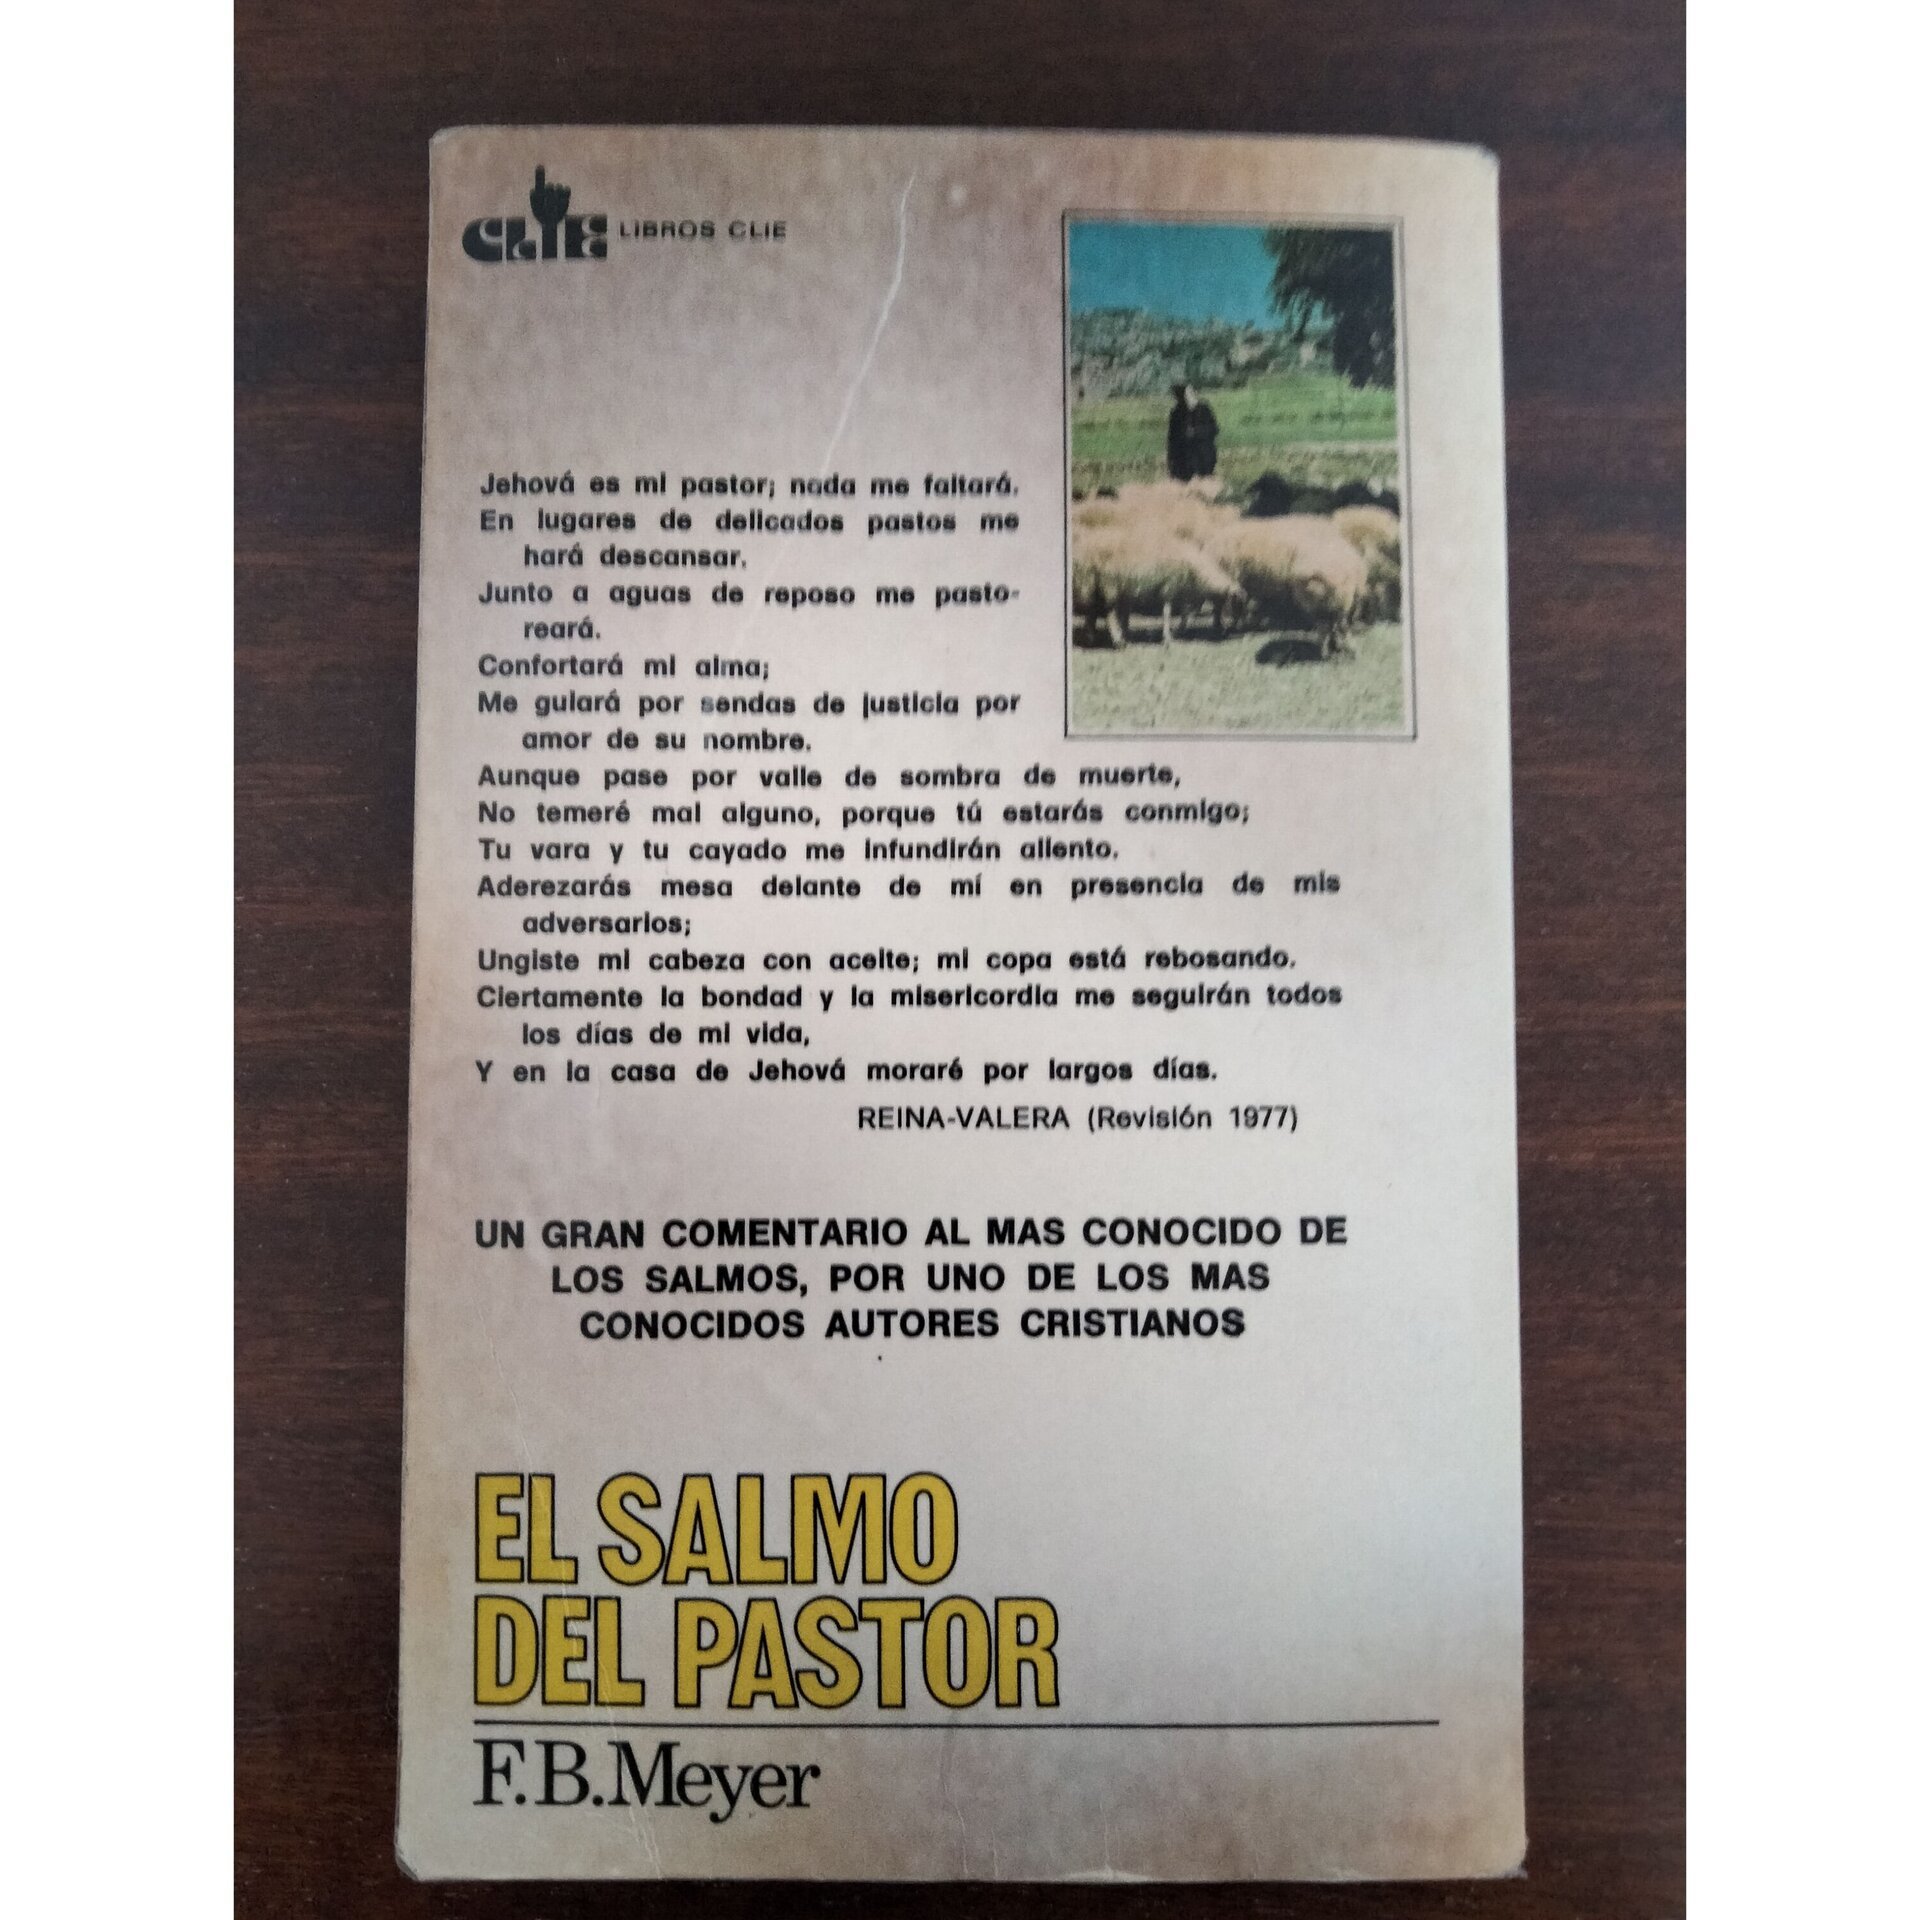 CLIE LIBROS CLIE
Jehová es mi pastor; nada me faltará.
En lugares de delicados pastos me
hará descansar.
Junto a aguas de reposo me pasto-
reará.
Confortará mi alma;
Me guiará por sendas de justicia por
amor de su nombre.
Aunque pase por valle de sombra de muerte,
No temeré mal alguno, porque tú estarás conmigo;
Tu vara y tu cayado me infundirán aliento.
Aderezarás mesa delante de mí en presencia de mis
adversarios;
Ungiste mi cabeza con aceite; mi copa está rebosando.
Ciertamente la bondad y la misericordia me seguirán todos
los días de mi vida,
Y en la casa de Jehová moraré por largos días.
REINA-VALERA (Revisión 1977)
UN GRAN COMENTARIO AL MAS CONOCIDO DE
LOS SALMOS, POR UNO DE LOS MAS
CONOCIDOS AUTORES CRISTIANOS
EL SALMO
DEL PASTOR
F.B.Meyer